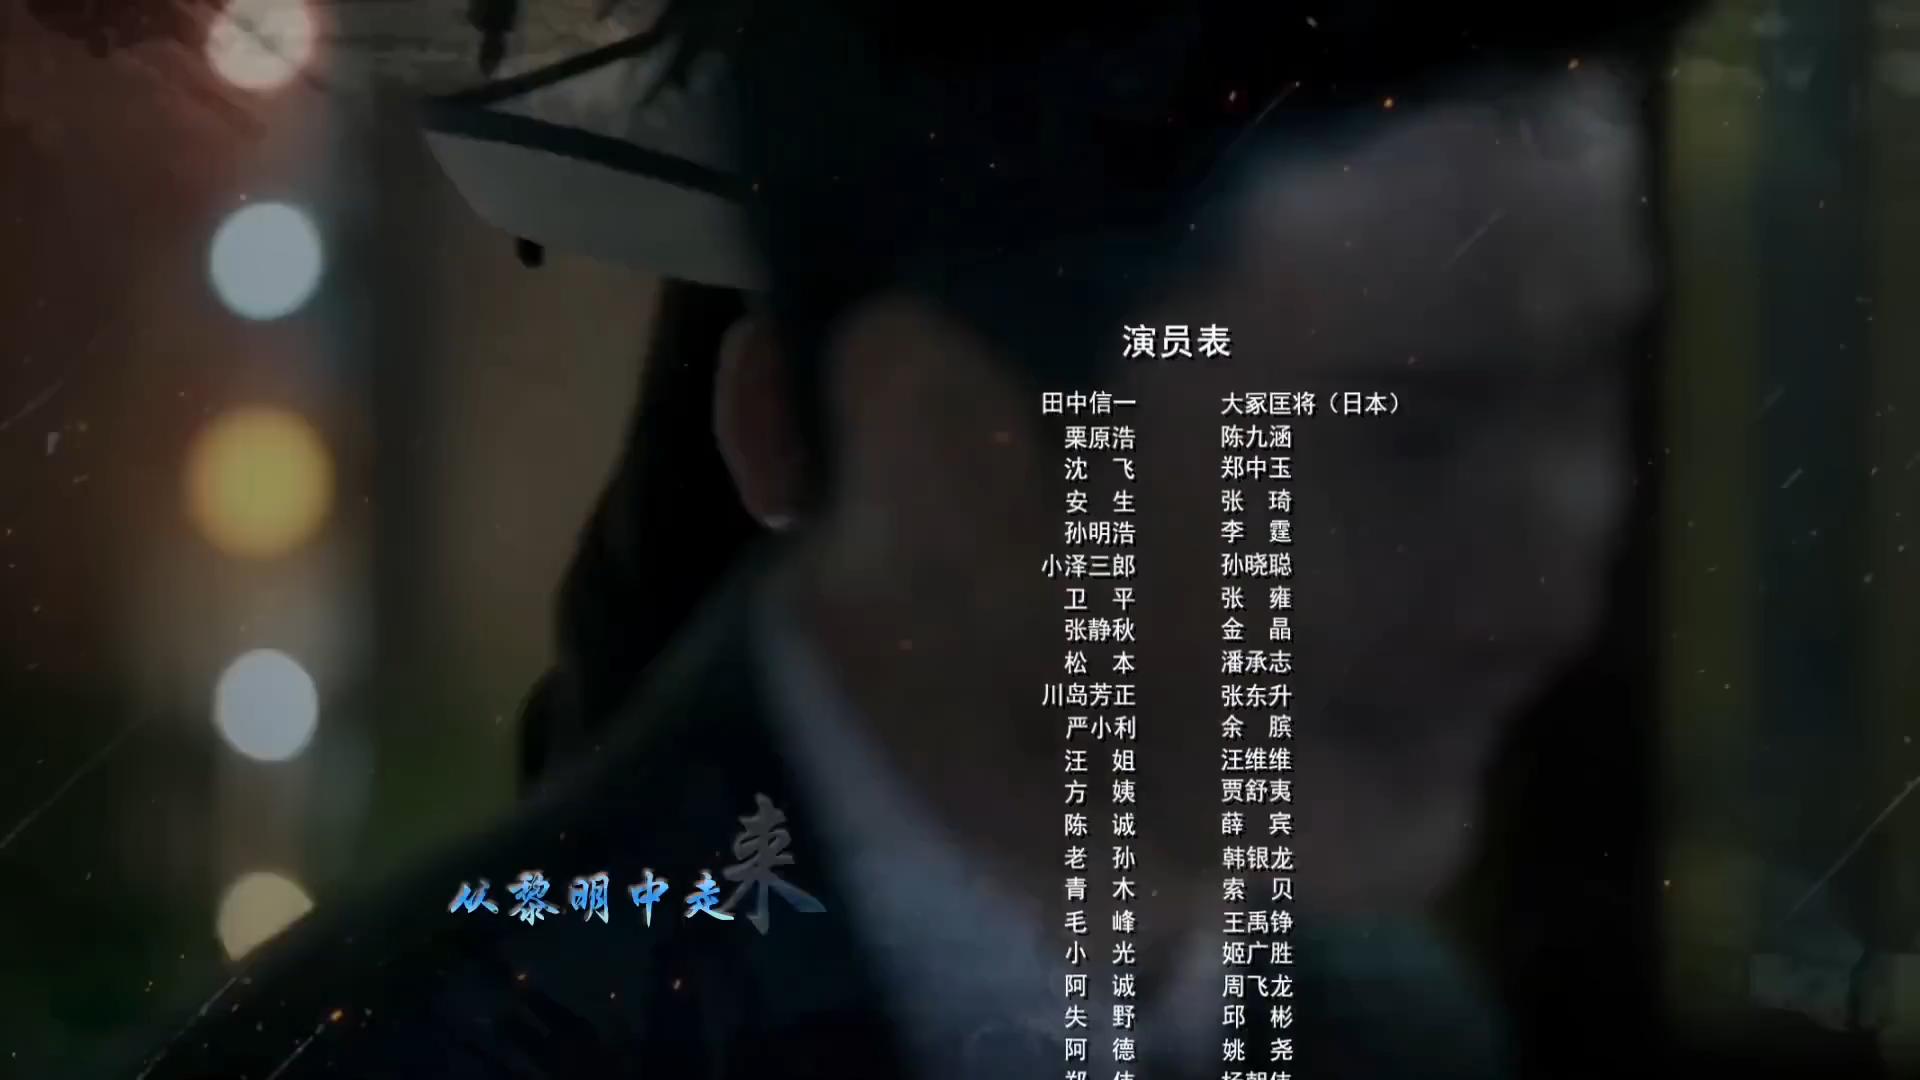 演员表
田中信一 大冢匡将（日本）
栗原浩 陈九涵
沈 飞 郑中玉
安 生 张 琦
孙明浩 李 霆
小泽三郎 孙晓聪
卫 平 张 雍
张静秋 金 晶
松 本 潘承志
川岛芳正 张东升
严小利 余 膑
汪 姐 汪维维
方 姨 贾舒夷
陈 诚 薛 宾
老 孙 韩银龙
青 木 索 贝
毛 峰 王禹铮
小 光 姬广胜
阿 诚 周飞龙
失 野 邱 彬
阿 德 姚 尧
从黎明中走来